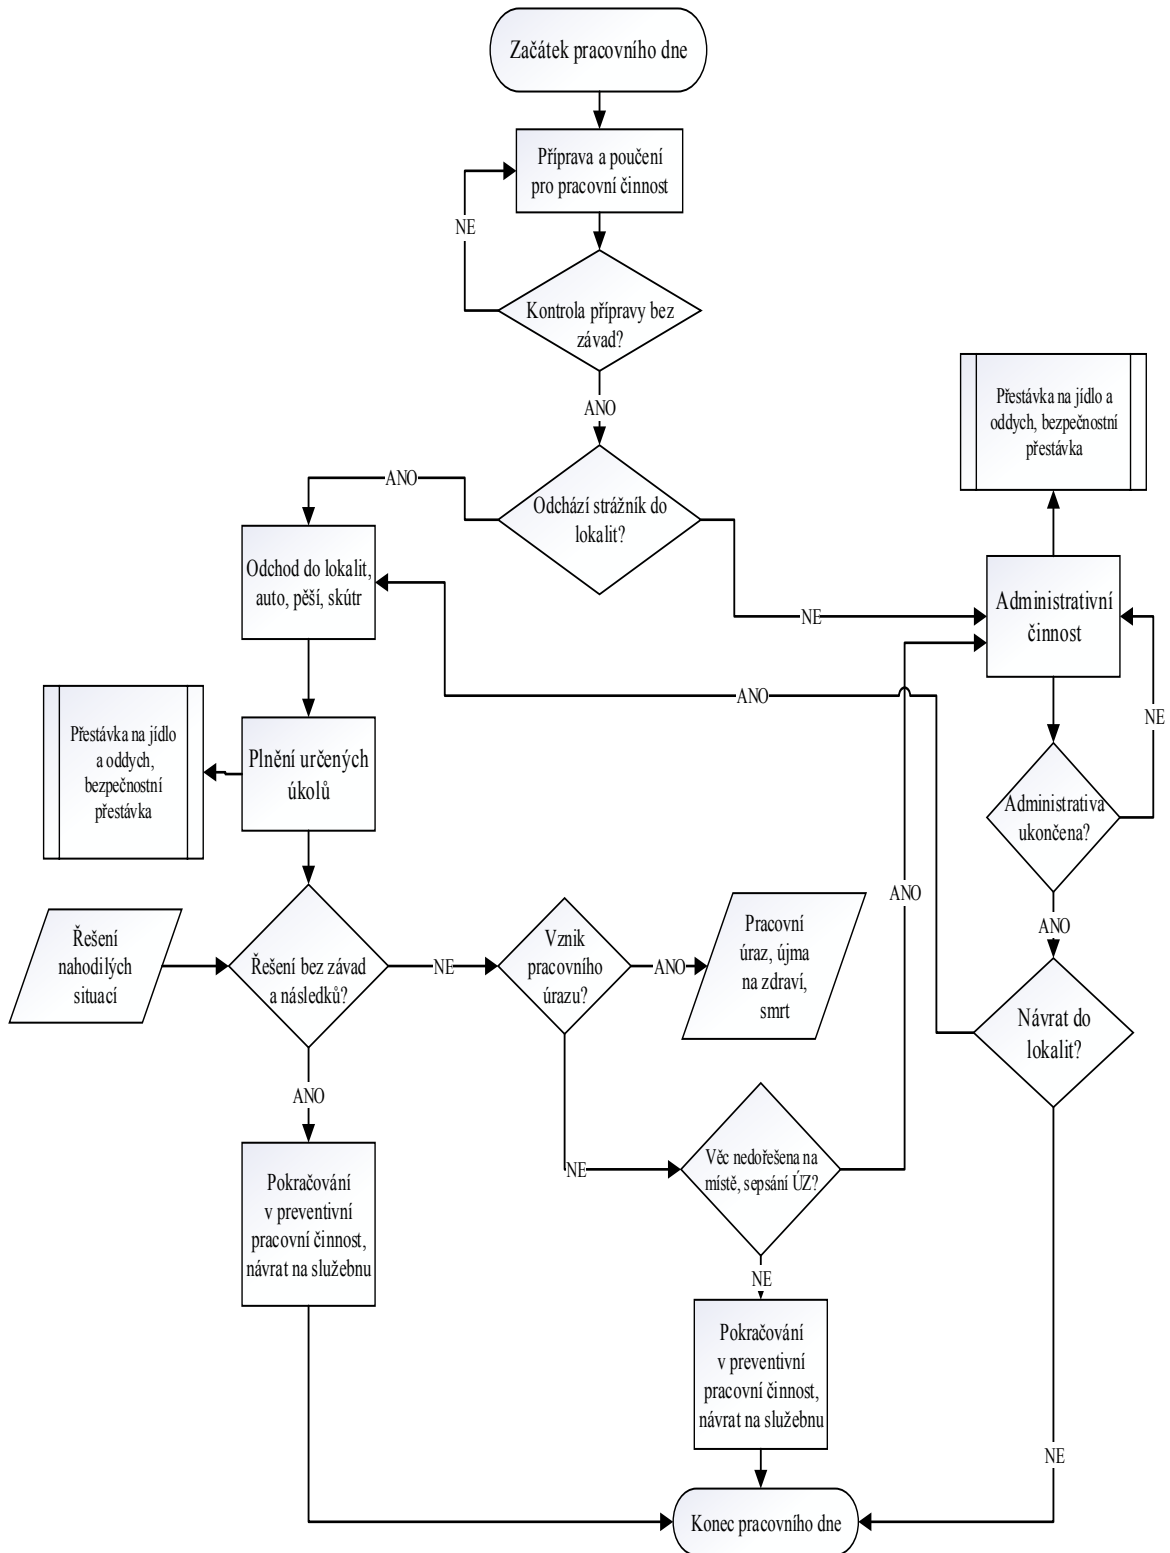 Začátek pracovního dne
Příprava a poučení
pro pracovní činnost
NE
Kontrola přípravy bez
závad?
ANO
Přestávka na jídlo a
oddych, bezpečnostní
přestávka
Odchází strážník do
lokalit?
ANO
NE
Odchod do lokalit,
auto, pěší, skútr
Administrativní
činnost
ANO
NE
Přestávka na jídlo
a oddych,
bezpečnostní
přestávka
Plnění určených
úkolů
Administrativa
ukončena?
ANO
ANO
Řešení
nahodilých
situací
Řešení bez závad
a následků?
NE
Vznik
pracovního
úrazu?
ANO
Pracovní
úraz, újma
na zdraví,
smrt
Návrat do
lokalit?
ANO
NE
Věc nedořešena na
místě, sepsání ÚZ?
Pokračování
v preventivní
pracovní činnost,
návrat na služebnu
NE
Pokračování
v preventivní
pracovní činnost,
návrat na služebnu
NE
Konec pracovního dne